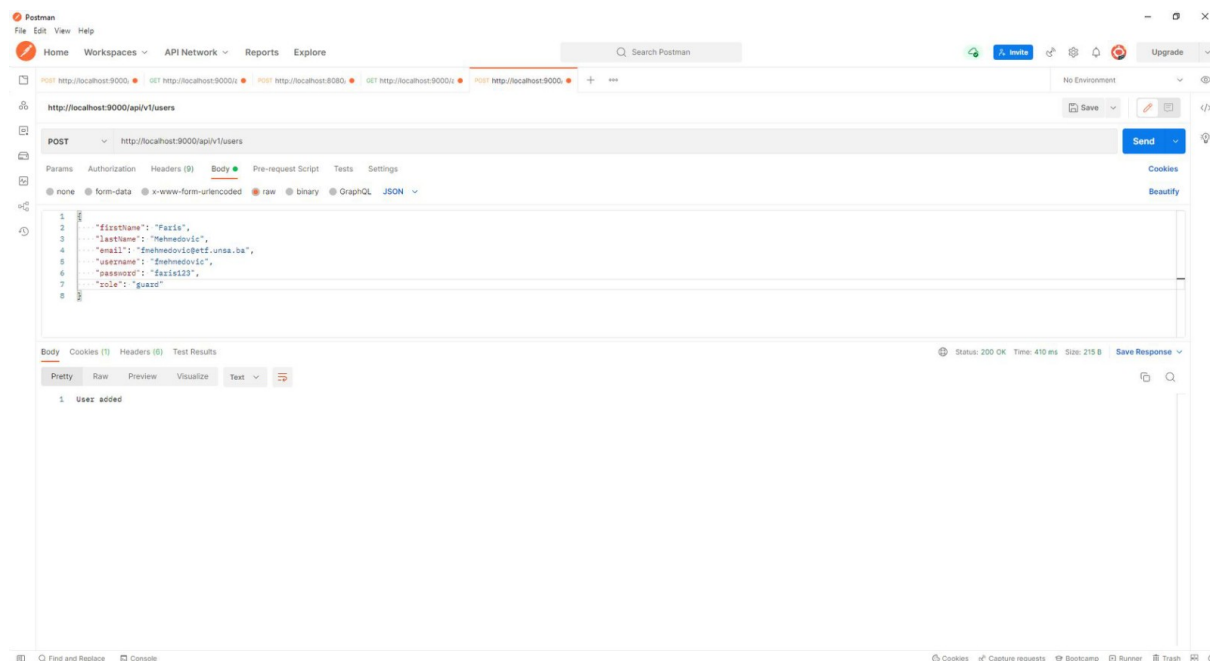 Postman
File Edit View Help
Home Workspaces API Network Reports Explore Search Postman Invite Upgrade
POST http://localhost:9000/ GET http://localhost:9000/a POST http://localhost:8080/ GET http://localhost:9000/a POST http://localhost:9000/ No Environment
http://localhost:9000/api/v1/users Save
POST http://localhost:9000/api/v1/users Send
Params Authorization Headers (9) Body Pre-request Script Tests Settings Cookies
none form-data x-www-form-urlencoded raw binary GraphQL JSON Beautify
1 {
2 "firstName": "Faris",
3 "lastName": "Mehmedovic",
4 "email": "fmehmedovic@etf.unsa.ba",
5 "username": "fmehmedovic",
6 "password": "faris123",
7 "role": "guard"
8 }
Body Cookies (1) Headers (6) Test Results Status: 200 OK Time: 410 ms Size: 215 B Save Response
Pretty Raw Preview Visualize Text
1 User added
Find and Replace Console Cookies Capture requests Bootcamp Runner Trash